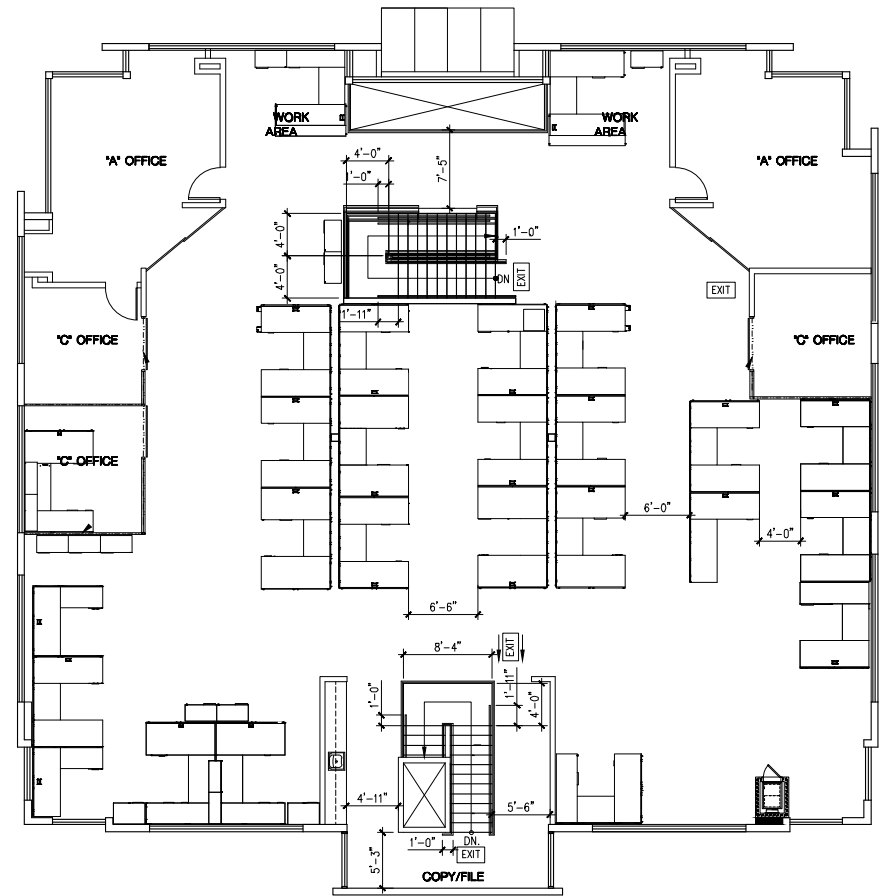 WORK
AREA
WORK
AREA
"A" OFFICE
"A" OFFICE
4'-0"
1'-0"
7'-5"
4'-0"
4'-0"
1'-0"
DN
EXIT
EXIT
1'-11"
"C" OFFICE
"C" OFFICE
"C" OFFICE
6'-0"
4'-0"
6'-6"
8'-4"
EXIT
1'-0"
1'-11"
4'-0"
4'-11"
5'-6"
1'-0"
DN.
EXIT
5'-3"
COPY/FILE